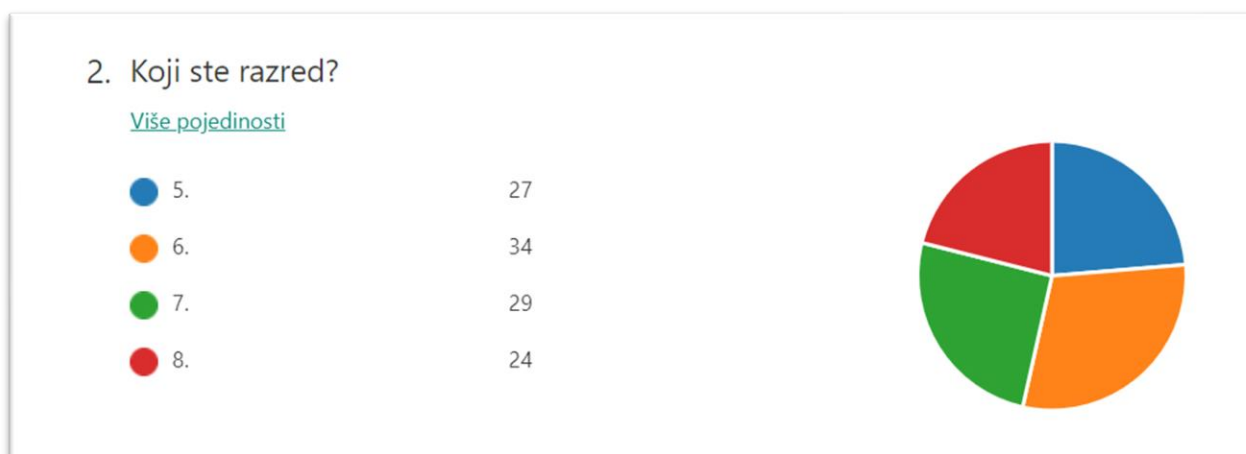 2. Koji ste razred?
Više pojedinosti
5. 27
6. 34
7. 29
8. 24